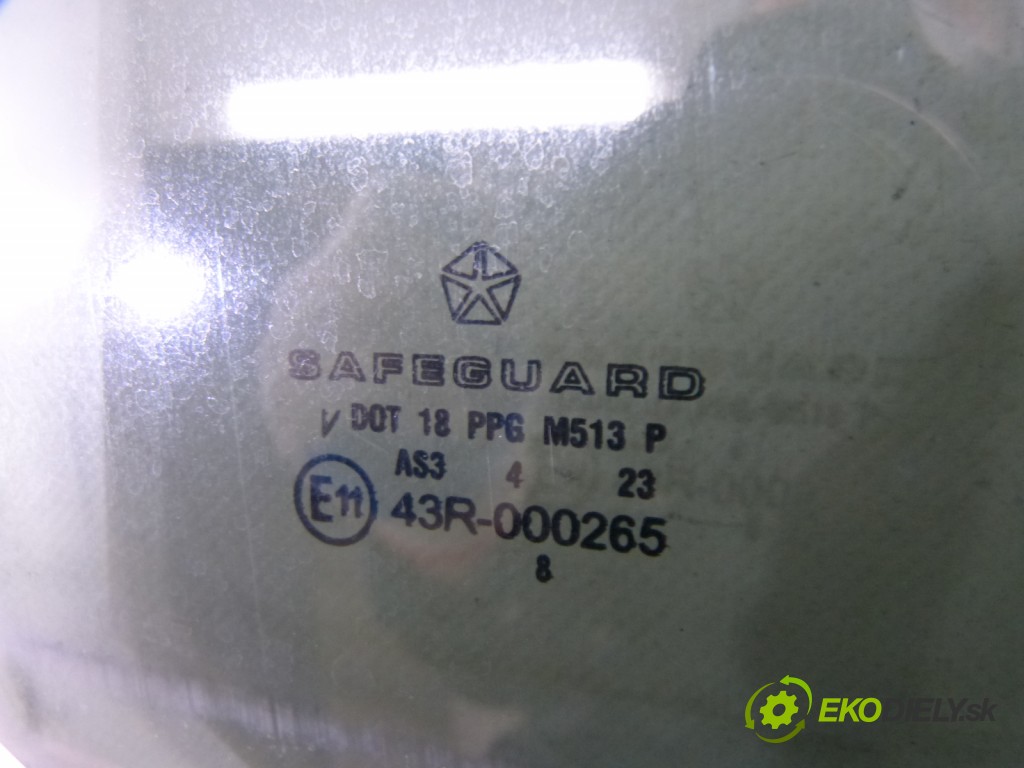 SAFEGUARD
V DOT 18 PPG M513 P
AS3 4 23
E11 43R-000265
8
EKODIELY.sk